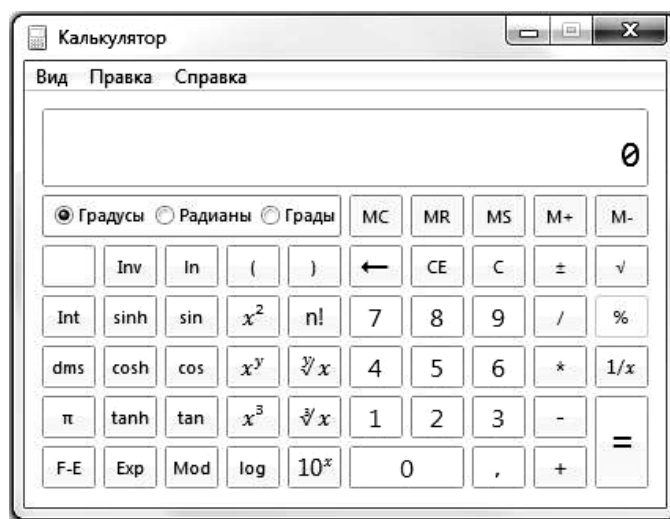 Калькулятор
Вид Правка Справка
0
Градусы Радианы Грады MC MR MS M+ M-
Inv ln ( ) ← CE C ± √
Int sinh sin x² n! 7 8 9 / %
dms cosh cos xʸ ʸ√x 4 5 6 * 1/x
π tanh tan x³ ³√x 1 2 3 - =
F-E Exp Mod log 10ˣ 0 , +